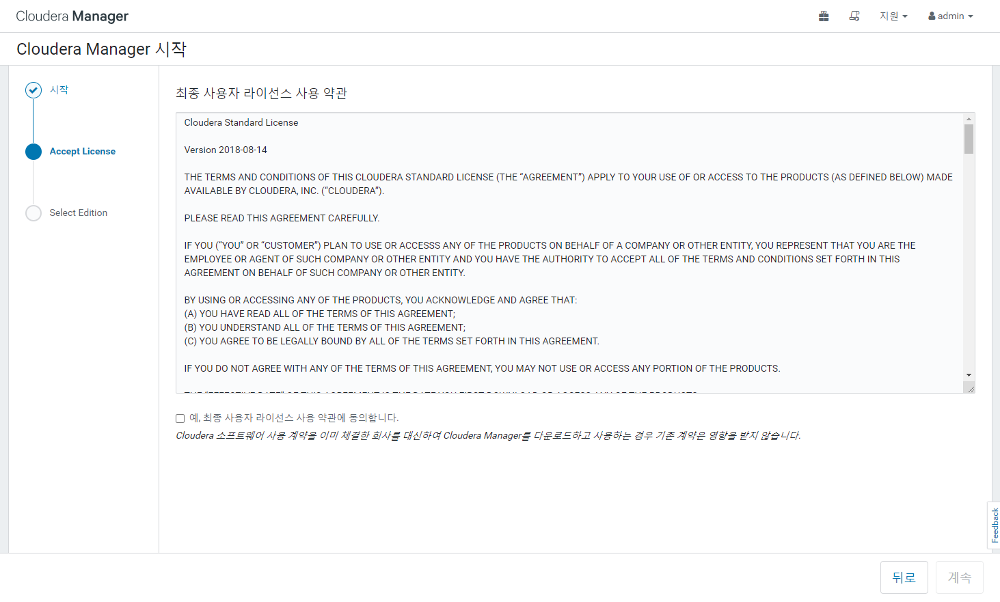 Cloudera Manager
지원
admin
Cloudera Manager 시작
시작
Accept License
Select Edition
최종 사용자 라이선스 사용 약관
Cloudera Standard License
Version 2018-08-14
THE TERMS AND CONDITIONS OF THIS CLOUDERA STANDARD LICENSE (THE “AGREEMENT”) APPLY TO YOUR USE OF OR ACCESS TO THE PRODUCTS (AS DEFINED BELOW) MADE
AVAILABLE BY CLOUDERA, INC. (“CLOUDERA”).
PLEASE READ THIS AGREEMENT CAREFULLY.
IF YOU (“YOU” OR “CUSTOMER”) PLAN TO USE OR ACCESSS ANY OF THE PRODUCTS ON BEHALF OF A COMPANY OR OTHER ENTITY, YOU REPRESENT THAT YOU ARE THE
EMPLOYEE OR AGENT OF SUCH COMPANY OR OTHER ENTITY AND YOU HAVE THE AUTHORITY TO ACCEPT ALL OF THE TERMS AND CONDITIONS SET FORTH IN THIS
AGREEMENT ON BEHALF OF SUCH COMPANY OR OTHER ENTITY.
BY USING OR ACCESSING ANY OF THE PRODUCTS, YOU ACKNOWLEDGE AND AGREE THAT:
(A) YOU HAVE READ ALL OF THE TERMS OF THIS AGREEMENT;
(B) YOU UNDERSTAND ALL OF THE TERMS OF THIS AGREEMENT;
(C) YOU AGREE TO BE LEGALLY BOUND BY ALL OF THE TERMS SET FORTH IN THIS AGREEMENT.
IF YOU DO NOT AGREE WITH ANY OF THE TERMS OF THIS AGREEMENT, YOU MAY NOT USE OR ACCESS ANY PORTION OF THE PRODUCTS.
예, 최종 사용자 라이선스 사용 약관에 동의합니다.
Cloudera 소프트웨어 사용 계약을 이미 체결한 회사를 대신하여 Cloudera Manager를 다운로드하고 사용하는 경우 기존 계약은 영향을 받지 않습니다.
Feedback
뒤로
계속